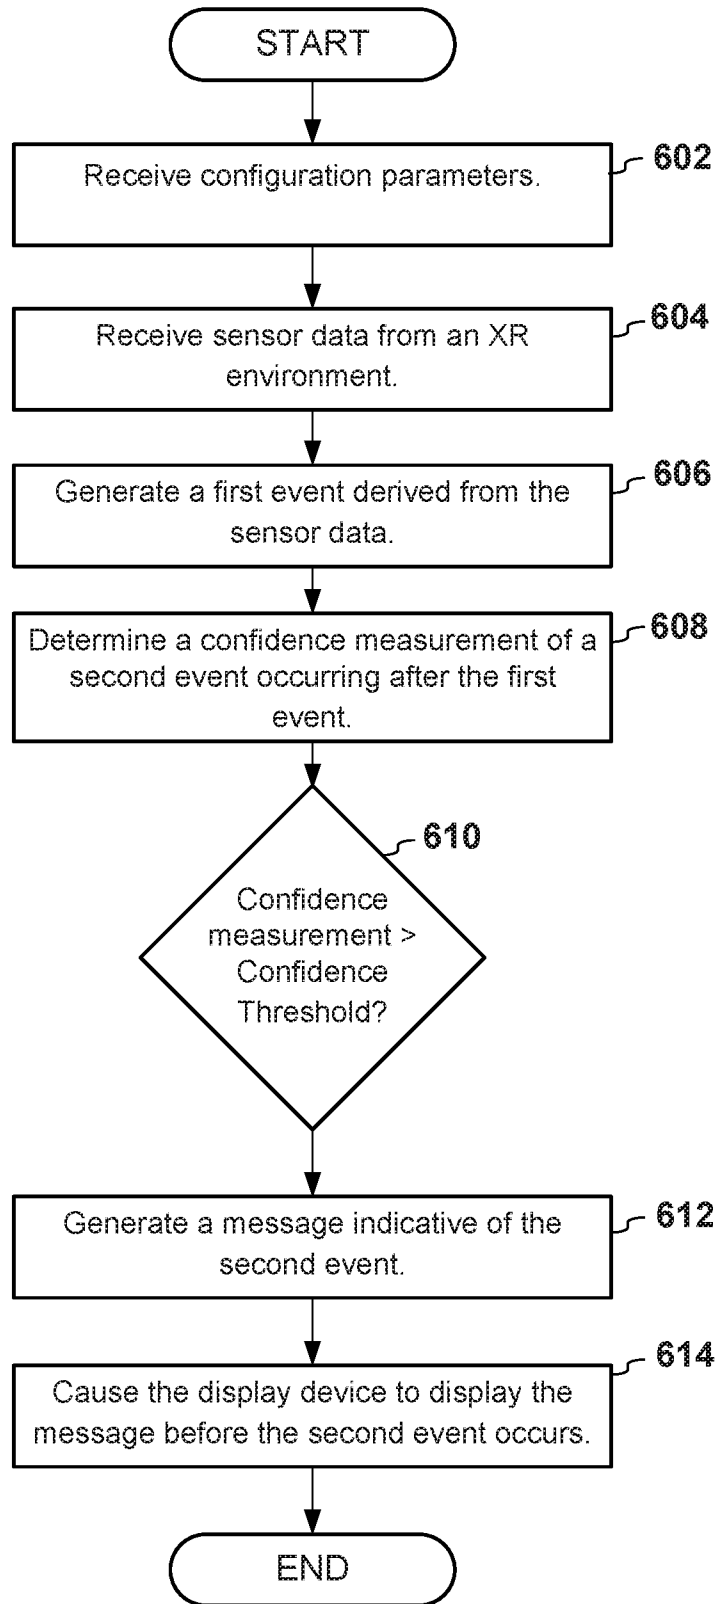 START
602
Receive configuration parameters.
604
Receive sensor data from an XR
environment.
606
Generate a first event derived from the
sensor data.
608
Determine a confidence measurement of a
second event occurring after the first
event.
610
Confidence
measurement >
Confidence
Threshold?
612
Generate a message indicative of the
second event.
614
Cause the display device to display the
message before the second event occurs.
END